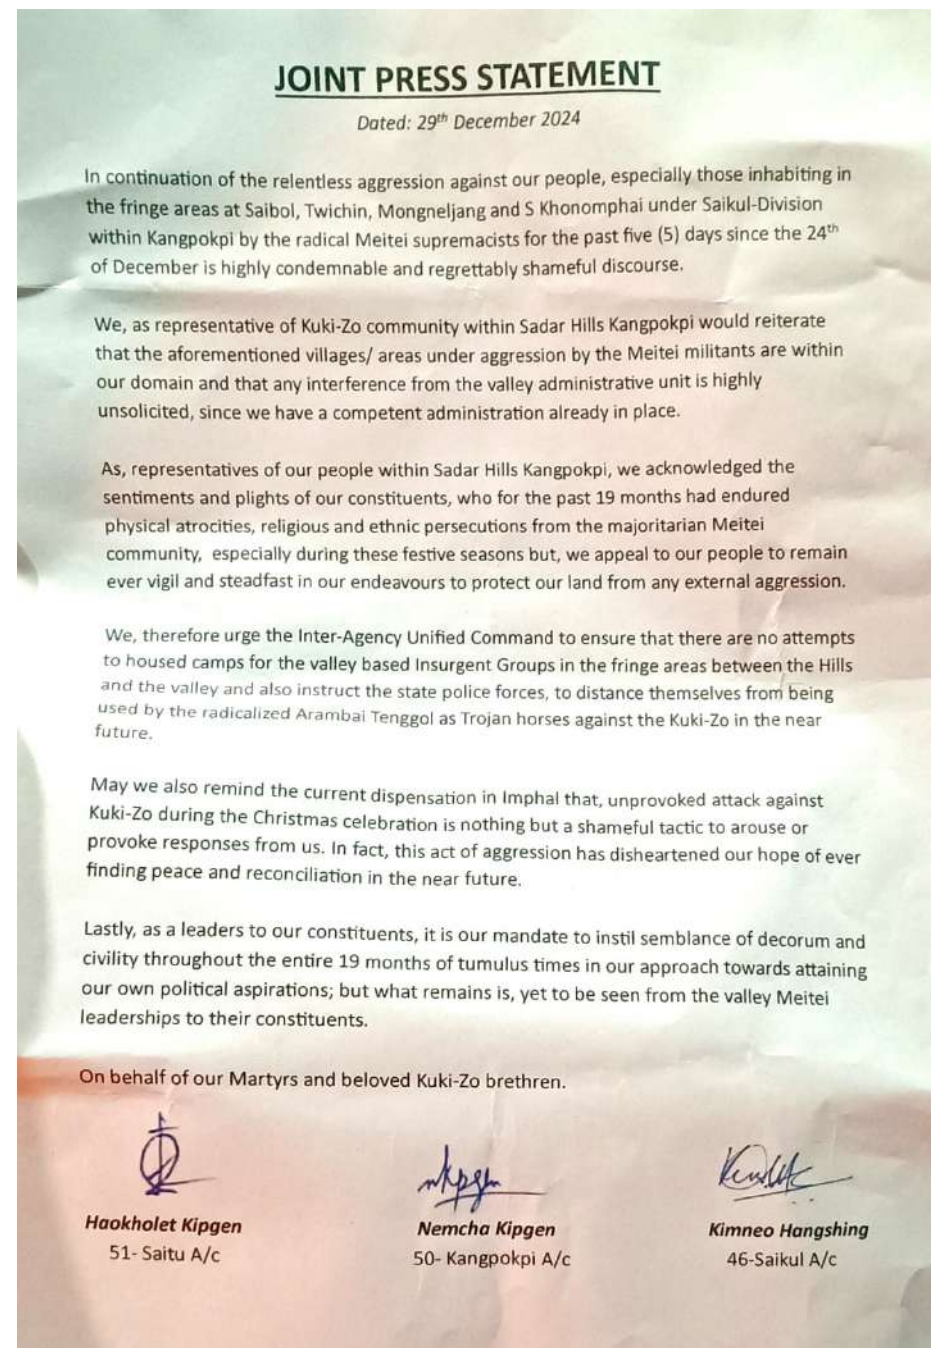 JOINT PRESS STATEMENT
Dated: 29th December 2024
In continuation of the relentless aggression against our people, especially those inhabiting in
the fringe areas at Saibol, Twichin, Mongneljang and S Khonomphai under Saikul-Division
within Kangpokpi by the radical Meitei supremacists for the past five (5) days since the 24th
of December is highly condemnable and regrettably shameful discourse.
We, as representative of Kuki-Zo community within Sadar Hills Kangpokpi would reiterate
that the aforementioned villages/ areas under aggression by the Meitei militants are within
our domain and that any interference from the valley administrative unit is highly
unsolicited, since we have a competent administration already in place.
As, representatives of our people within Sadar Hills Kangpokpi, we acknowledged the
sentiments and plights of our constituents, who for the past 19 months had endured
physical atrocities, religious and ethnic persecutions from the majoritarian Meitei
community, especially during these festive seasons but, we appeal to our people to remain
ever vigil and steadfast in our endeavours to protect our land from any external aggression.
We, therefore urge the Inter-Agency Unified Command to ensure that there are no attempts
to housed camps for the valley based Insurgent Groups in the fringe areas between the Hills
and the valley and also instruct the state police forces, to distance themselves from being
used by the radicalized Arambai Tenggol as Trojan horses against the Kuki-Zo in the near
future.
May we also remind the current dispensation in Imphal that, unprovoked attack against
Kuki-Zo during the Christmas celebration is nothing but a shameful tactic to arouse or
provoke responses from us. In fact, this act of aggression has disheartened our hope of ever
finding peace and reconciliation in the near future.
Lastly, as a leaders to our constituents, it is our mandate to instil semblance of decorum and
civility throughout the entire 19 months of tumulus times in our approach towards attaining
our own political aspirations; but what remains is, yet to be seen from the valley Meitei
leaderships to their constituents.
On behalf of our Martyrs and beloved Kuki-Zo brethren.
Haokholet Kipgen
51- Saitu A/c
Nemcha Kipgen
50- Kangpokpi A/c
Kimneo Hangshing
46-Saikul A/c